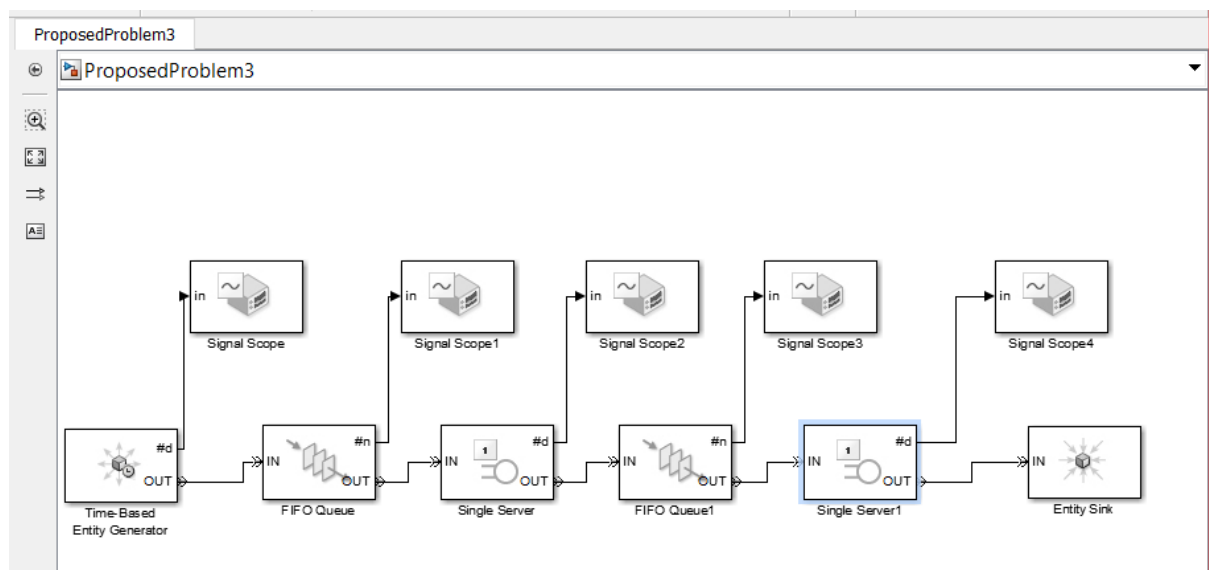 ProposedProblem3
ProposedProblem3
A
in
in
in
in
in
Signal Scope
Signal Scope1
Signal Scope2
Signal Scope3
Signal Scope4
#d
OUT
IN
#n
OUT
IN
1
#d
OUT
IN
#n
OUT
IN
1
#d
OUT
IN
Time-Based
Entity Generator
FIFO Queue
Single Server
FIFO Queue1
Single Server1
Entity Sink